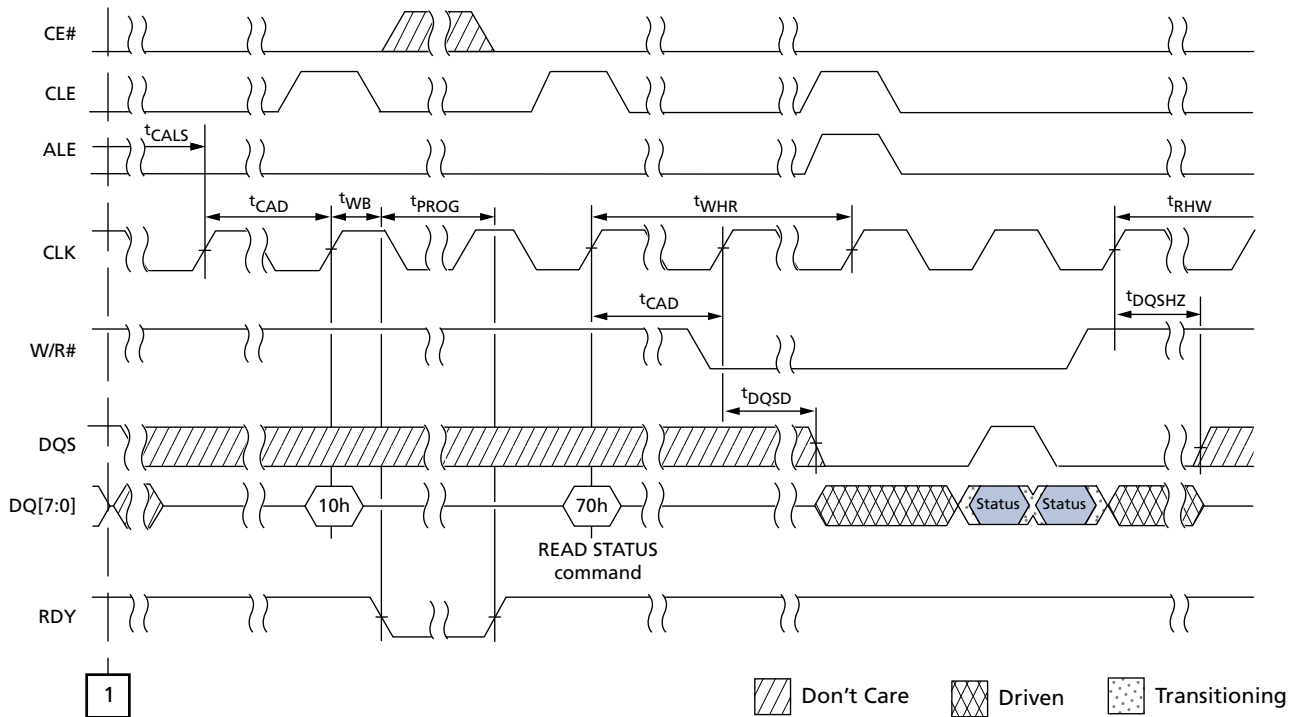 CE#
CLE
tCALS
ALE
tCAD
tWB
tPROG
tWHR
tRHW
CLK
tCAD
tDQSHZ
W/R#
tDQSD
DQS
DQ[7:0]
10h
70h
Status
Status
READ STATUS
command
RDY
1
Don't Care
Driven
Transitioning